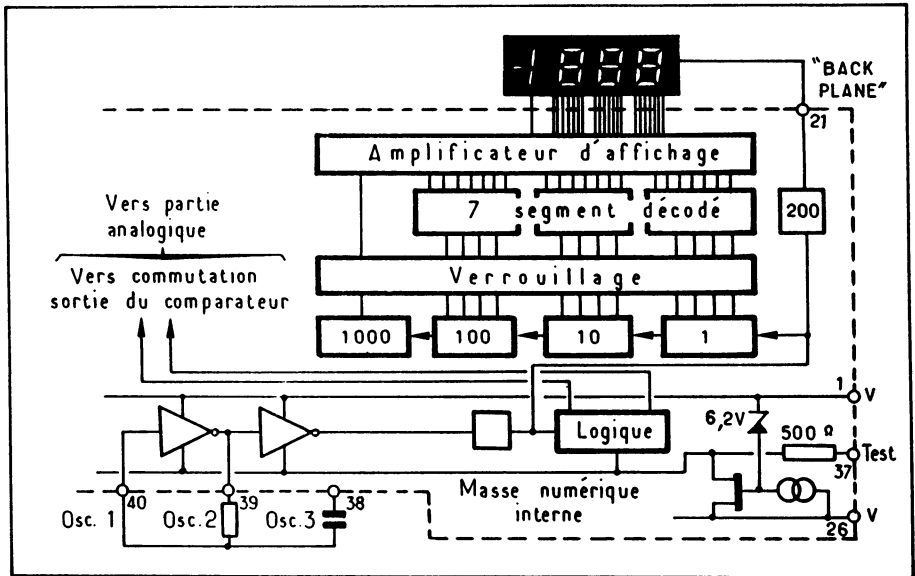 -1888
"BACK
PLANE"
21
Amplificateur d'affichage
7 segment décodé
200
Vers partie
analogique
Vers commutation
sortie du comparateur
Verrouillage
1000
100
10
1
1
V
6,2V
500 Ω
Logique
Test
37
40
39
38
Masse numérique
interne
Osc. 1
Osc. 2
Osc. 3
26
V